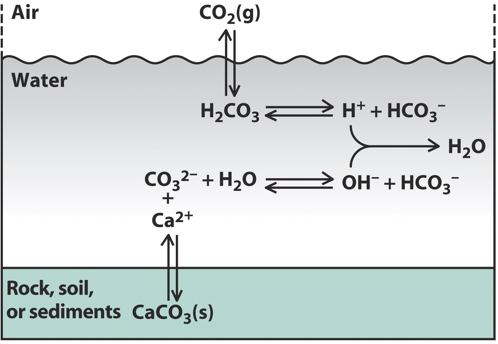 Air
CO₂(g)
Water
H₂CO₃ ⇌ H⁺ + HCO₃⁻
H₂O
CO₃²⁻ + H₂O ⇌ OH⁻ + HCO₃⁻
+
Ca²⁺
Rock, soil,
or sediments CaCO₃(s)